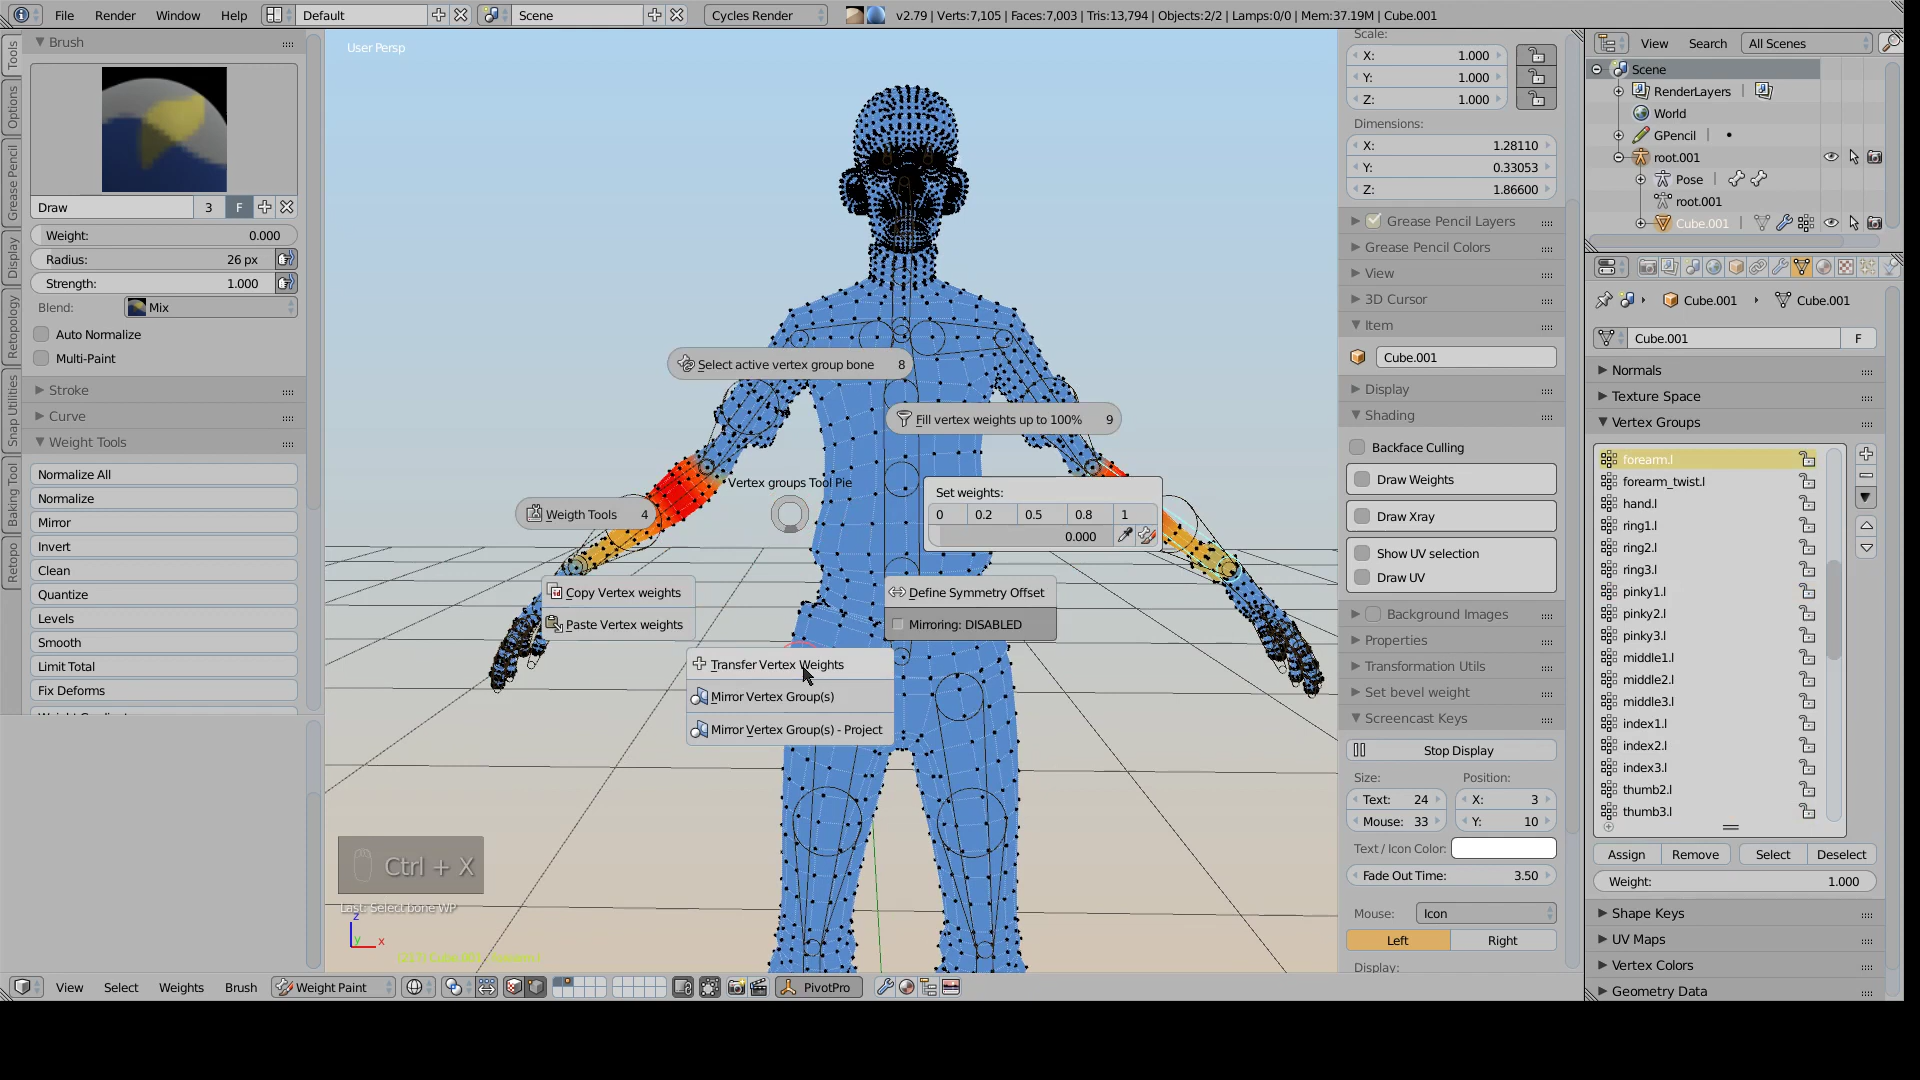 File Render Window Help Default Scene Cycles Render v2.79 | Verts:7,105 | Faces:7,003 | Tris:13,794 | Objects:2/2 | Lamps:0/0 | Mem:37.19M | Cube.001
Tools
Options
Grease Pencil
Display
Retopology
Snap Utilities
Baking Tool
Retopo
Brush
Draw 3 F
Weight: 0.000
Radius: 26 px
Strength: 1.000
Blend: Mix
Auto Normalize
Multi-Paint
Stroke
Curve
Weight Tools
Normalize All
Normalize
Mirror
Invert
Clean
Quantize
Levels
Smooth
Limit Total
Fix Deforms
User Persp
Select active vertex group bone 8
Fill vertex weights up to 100% 9
Vertex groups Tool Pie
Weigth Tools 4
Set weights:
0 0.2 0.5 0.8 1
0.000
Copy Vertex weights
Paste Vertex weights
Define Symmetry Offset
Mirroring: DISABLED
Transfer Vertex Weights
Mirror Vertex Group(s)
Mirror Vertex Group(s) - Project
Ctrl + X
Last: Select bone WP
z
y x
View Select Weights Brush Weight Paint PivotPro
Scale:
X: 1.000
Y: 1.000
Z: 1.000
Dimensions:
X: 1.28110
Y: 0.33053
Z: 1.86600
Grease Pencil Layers
Grease Pencil Colors
View
3D Cursor
Item
Cube.001
Display
Shading
Backface Culling
Draw Weights
Draw Xray
Show UV selection
Draw UV
Background Images
Properties
Transformation Utils
Set bevel weight
Screencast Keys
Stop Display
Size: Position:
Text: 24 X: 3
Mouse: 33 Y: 10
Text / Icon Color:
Fade Out Time: 3.50
Mouse: Icon
Left Right
Display:
View Search All Scenes
Scene
RenderLayers
World
GPencil
root.001
Pose
root.001
Cube.001
Cube.001 Cube.001
Cube.001 F
Normals
Texture Space
Vertex Groups
forearm.l
forearm_twist.l
hand.l
ring1.l
ring2.l
ring3.l
pinky1.l
pinky2.l
pinky3.l
middle1.l
middle2.l
middle3.l
index1.l
index2.l
index3.l
thumb2.l
thumb3.l
Assign Remove Select Deselect
Weight: 1.000
Shape Keys
UV Maps
Vertex Colors
Geometry Data